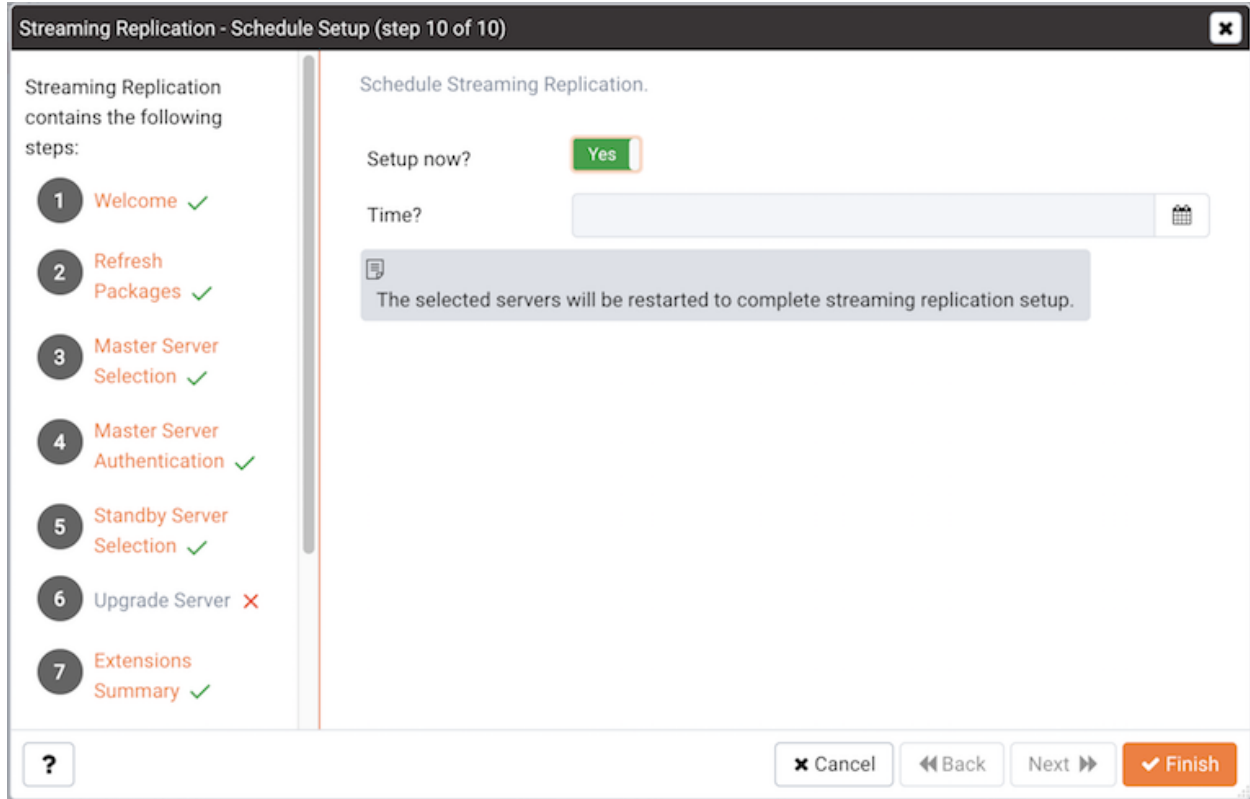 Streaming Replication - Schedule Setup (step 10 of 10)
Streaming Replication
contains the following
steps:
1 Welcome
2 Refresh
Packages
3 Master Server
Selection
4 Master Server
Authentication
5 Standby Server
Selection
6 Upgrade Server
7 Extensions
Summary
Schedule Streaming Replication.
Setup now? Yes
Time?
The selected servers will be restarted to complete streaming replication setup.
? Cancel Back Next Finish